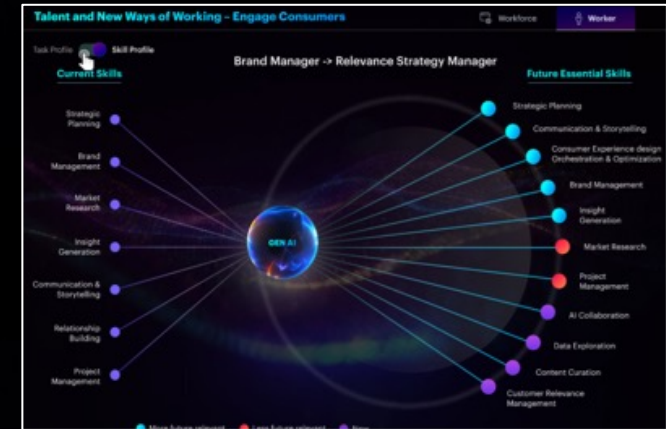 Talent and New Ways of Working – Engage Consumers
Workforce
Worker
Task Profile
Skill Profile
Brand Manager -> Relevance Strategy Manager
Current Skills
Future Essential Skills
Strategic
Planning
Brand
Management
Market
Research
Insight
Generation
Communication &
Storytelling
Relationship
Building
Project
Management
GEN AI
Strategic Planning
Communication & Storytelling
Consumer Experience design
Orchestration & Optimization
Brand Management
Insight
Generation
Market Research
Project
Management
AI Collaboration
Data Exploration
Content Curation
Customer Relevance
Management
More future relevant
Less future relevant
New